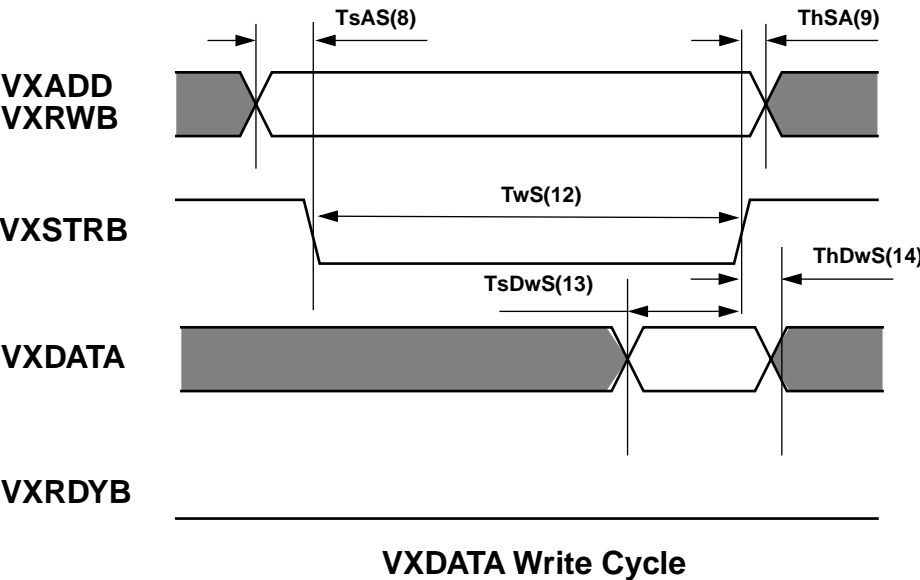 TsAS(8)
ThSA(9)
VXADD
VXRWB
TwS(12)
VXSTRB
ThDwS(14)
TsDwS(13)
VXDATA
VXRDYB
VXDATA Write Cycle